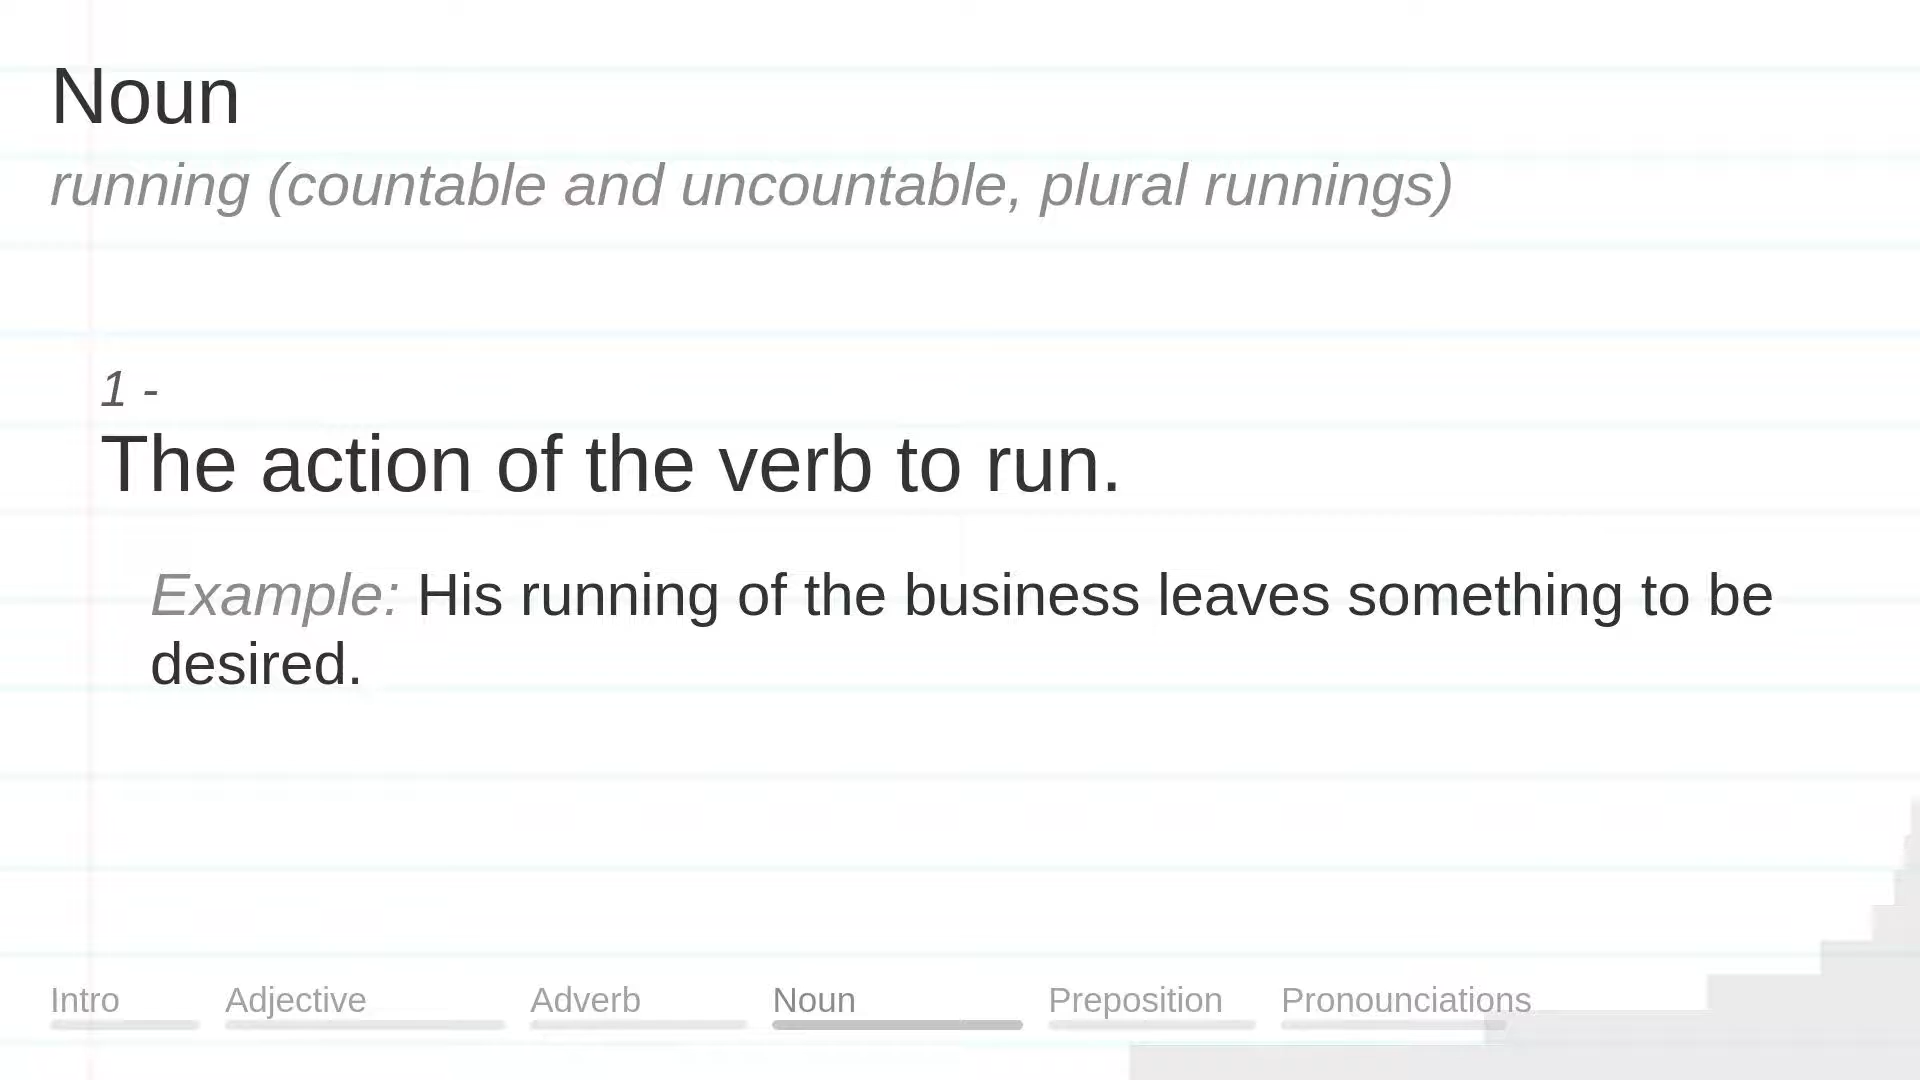 Noun
running (countable and uncountable, plural runnings)
1 -
The action of the verb to run.
Example: His running of the business leaves something to be
desired.
Intro Adjective Adverb Noun Preposition Pronounciations